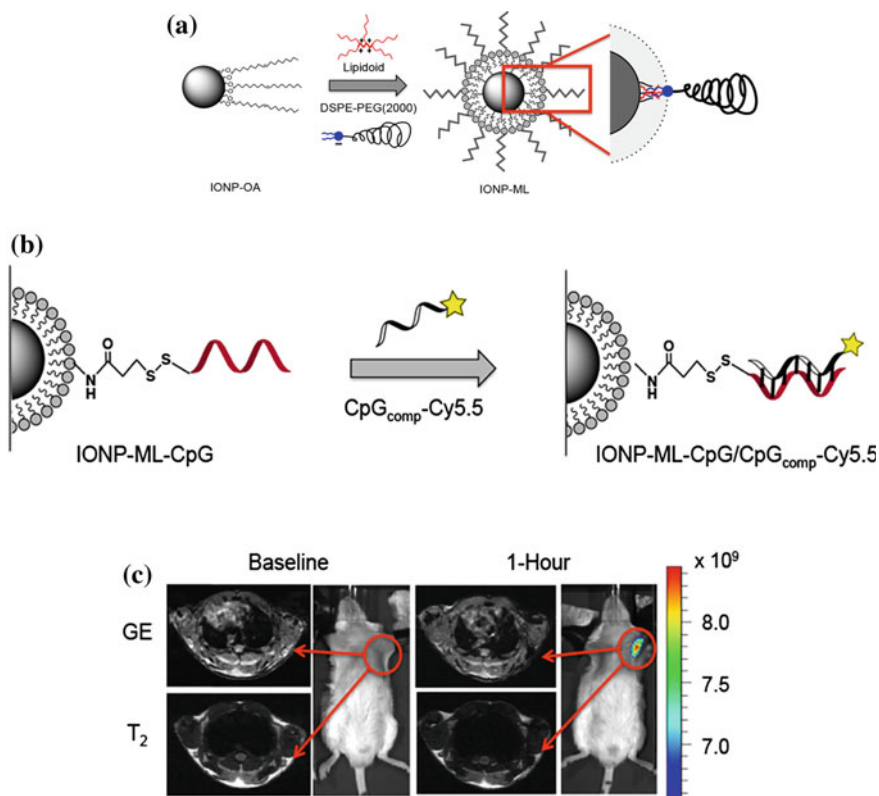 (a)
Lipidoid
DSPE-PEG(2000)
IONP-OA
IONP-ML
(b)
O
N
H
S
S
IONP-ML-CpG
CpGcomp-Cy5.5
O
N
H
S
S
IONP-ML-CpG/CpGcomp-Cy5.5
(c)
Baseline
1-Hour
x 10⁹
GE
T₂
8.0
7.5
7.0